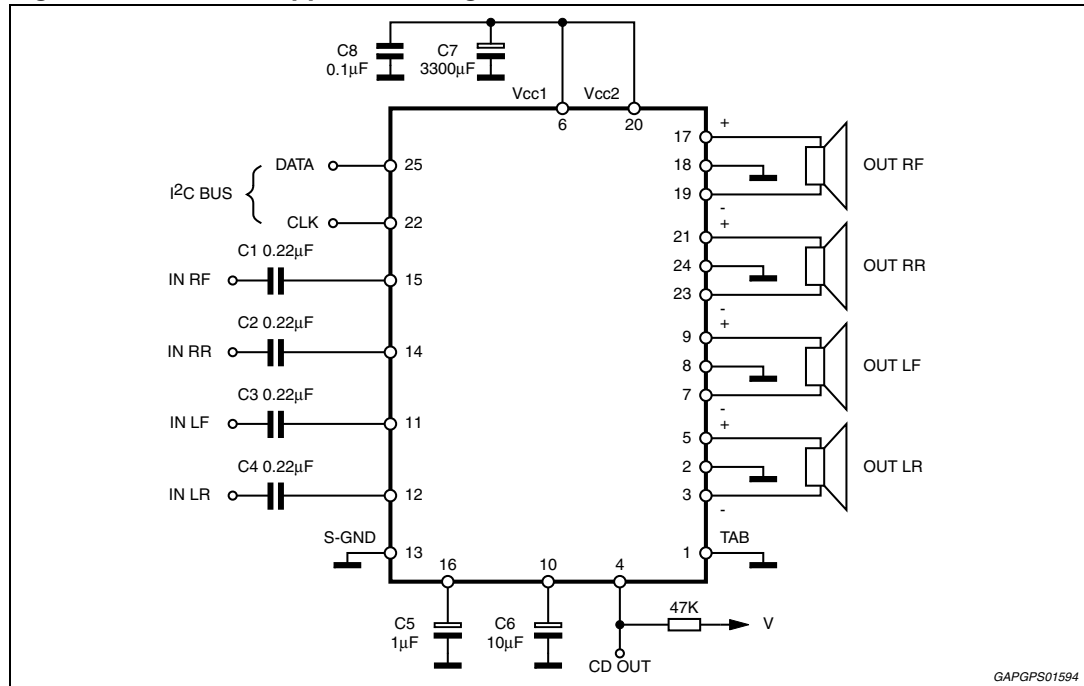 C8
0.1μF
C7
3300μF
Vcc1
Vcc2
6
20
DATA
25
I2C BUS
CLK
22
C1 0.22μF
IN RF
15
C2 0.22μF
IN RR
14
C3 0.22μF
IN LF
11
C4 0.22μF
IN LR
12
S-GND
13
17
+
18
OUT RF
19
-
21
+
24
OUT RR
23
-
9
+
8
OUT LF
7
-
5
+
2
OUT LR
3
-
1
TAB
16
10
4
C5
1μF
C6
10μF
47K
V
CD OUT
GAPGPS01594